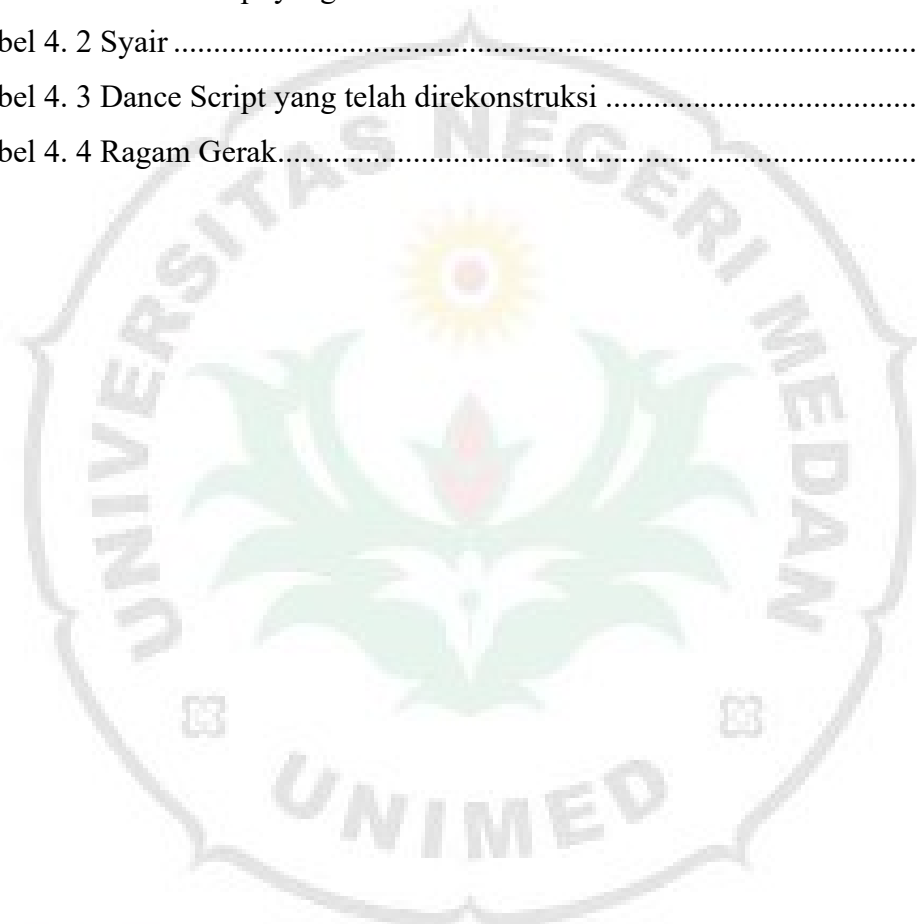 bel 4. 2 Syair ........................................................................................
bel 4. 3 Dance Script yang telah direkonstruksi .......................................
bel 4. 4 Ragam Gerak................................................................................
UNIVERSITAS NEGERI MEDAN
UNIMED